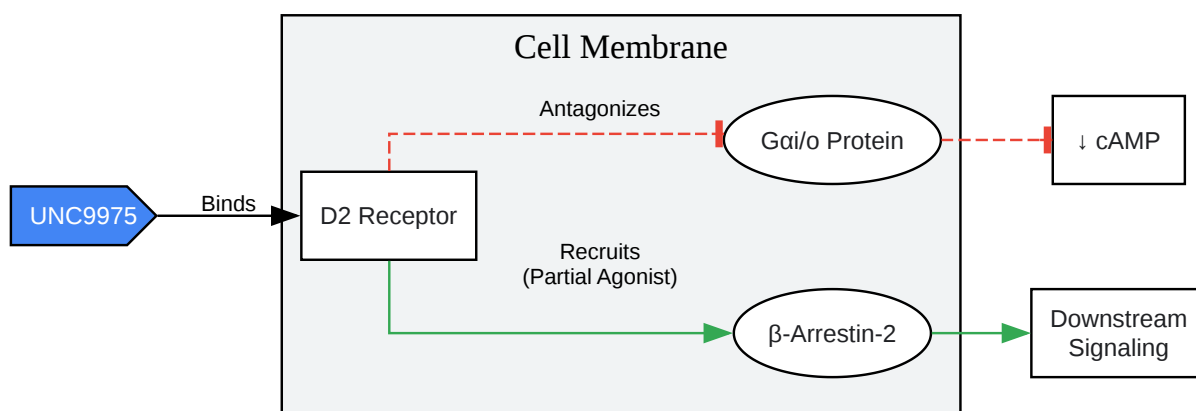 Cell Membrane
Antagonizes
Gαi/o Protein
↓ cAMP
UNC9975
Binds
D2 Receptor
Recruits
(Partial Agonist)
β-Arrestin-2
Downstream
Signaling